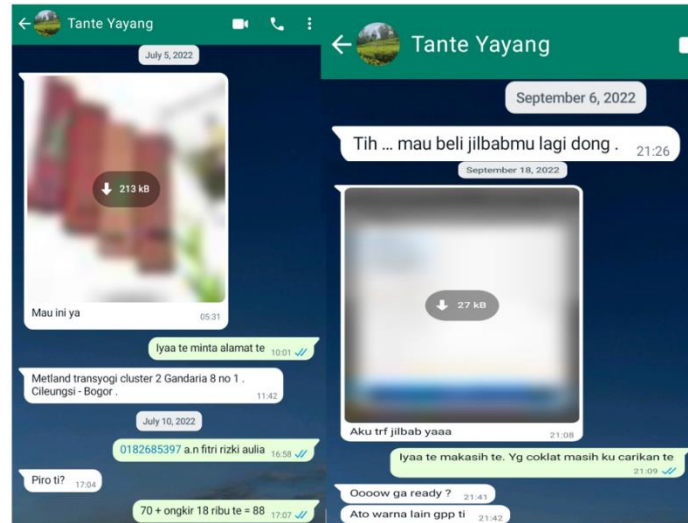 Tante Yayang
July 5, 2022
213 kB
Mau ini ya
05:31
Iyaa te minta alamat te 10:01
Metland transyogi cluster 2 Gandaria 8 no 1 .
Cileungsi - Bogor .
11:42
July 10, 2022
0182685397 a.n fitri rizki aulia 16:58
Piro ti? 17:04
70 + ongkir 18 ribu te = 88 17:07
Tante Yayang
September 6, 2022
Tih ... mau beli jilbabmu lagi dong . 21:26
September 18, 2022
27 kB
Aku trf jilbab yaaa
21:08
Iyaa te makasih te. Yg coklat masih ku carikan te
21:09
Oooow ga ready ? 21:41
Ato warna lain gpp ti 21:42